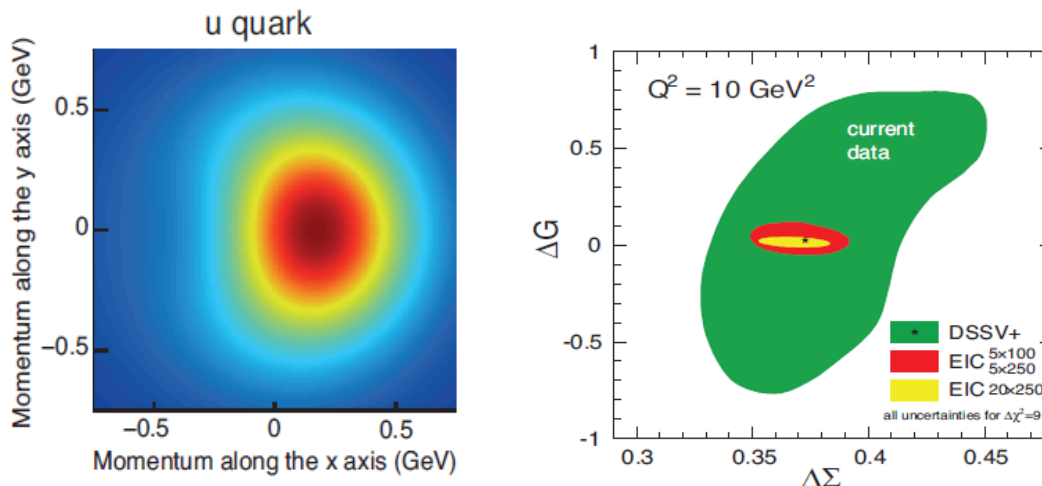 u quark
Momentum along the y axis (GeV)
0.5
0
−0.5
−0.5 0 0.5
Momentum along the x axis (GeV)
Q² = 10 GeV²
current
data
ΔG
1
0.5
0
-0.5
-1
DSSV+
EIC 5×100
5×250
EIC 20×250
all uncertainties for Δχ²=9
0.3 0.35 0.4 0.45
ΔΣ